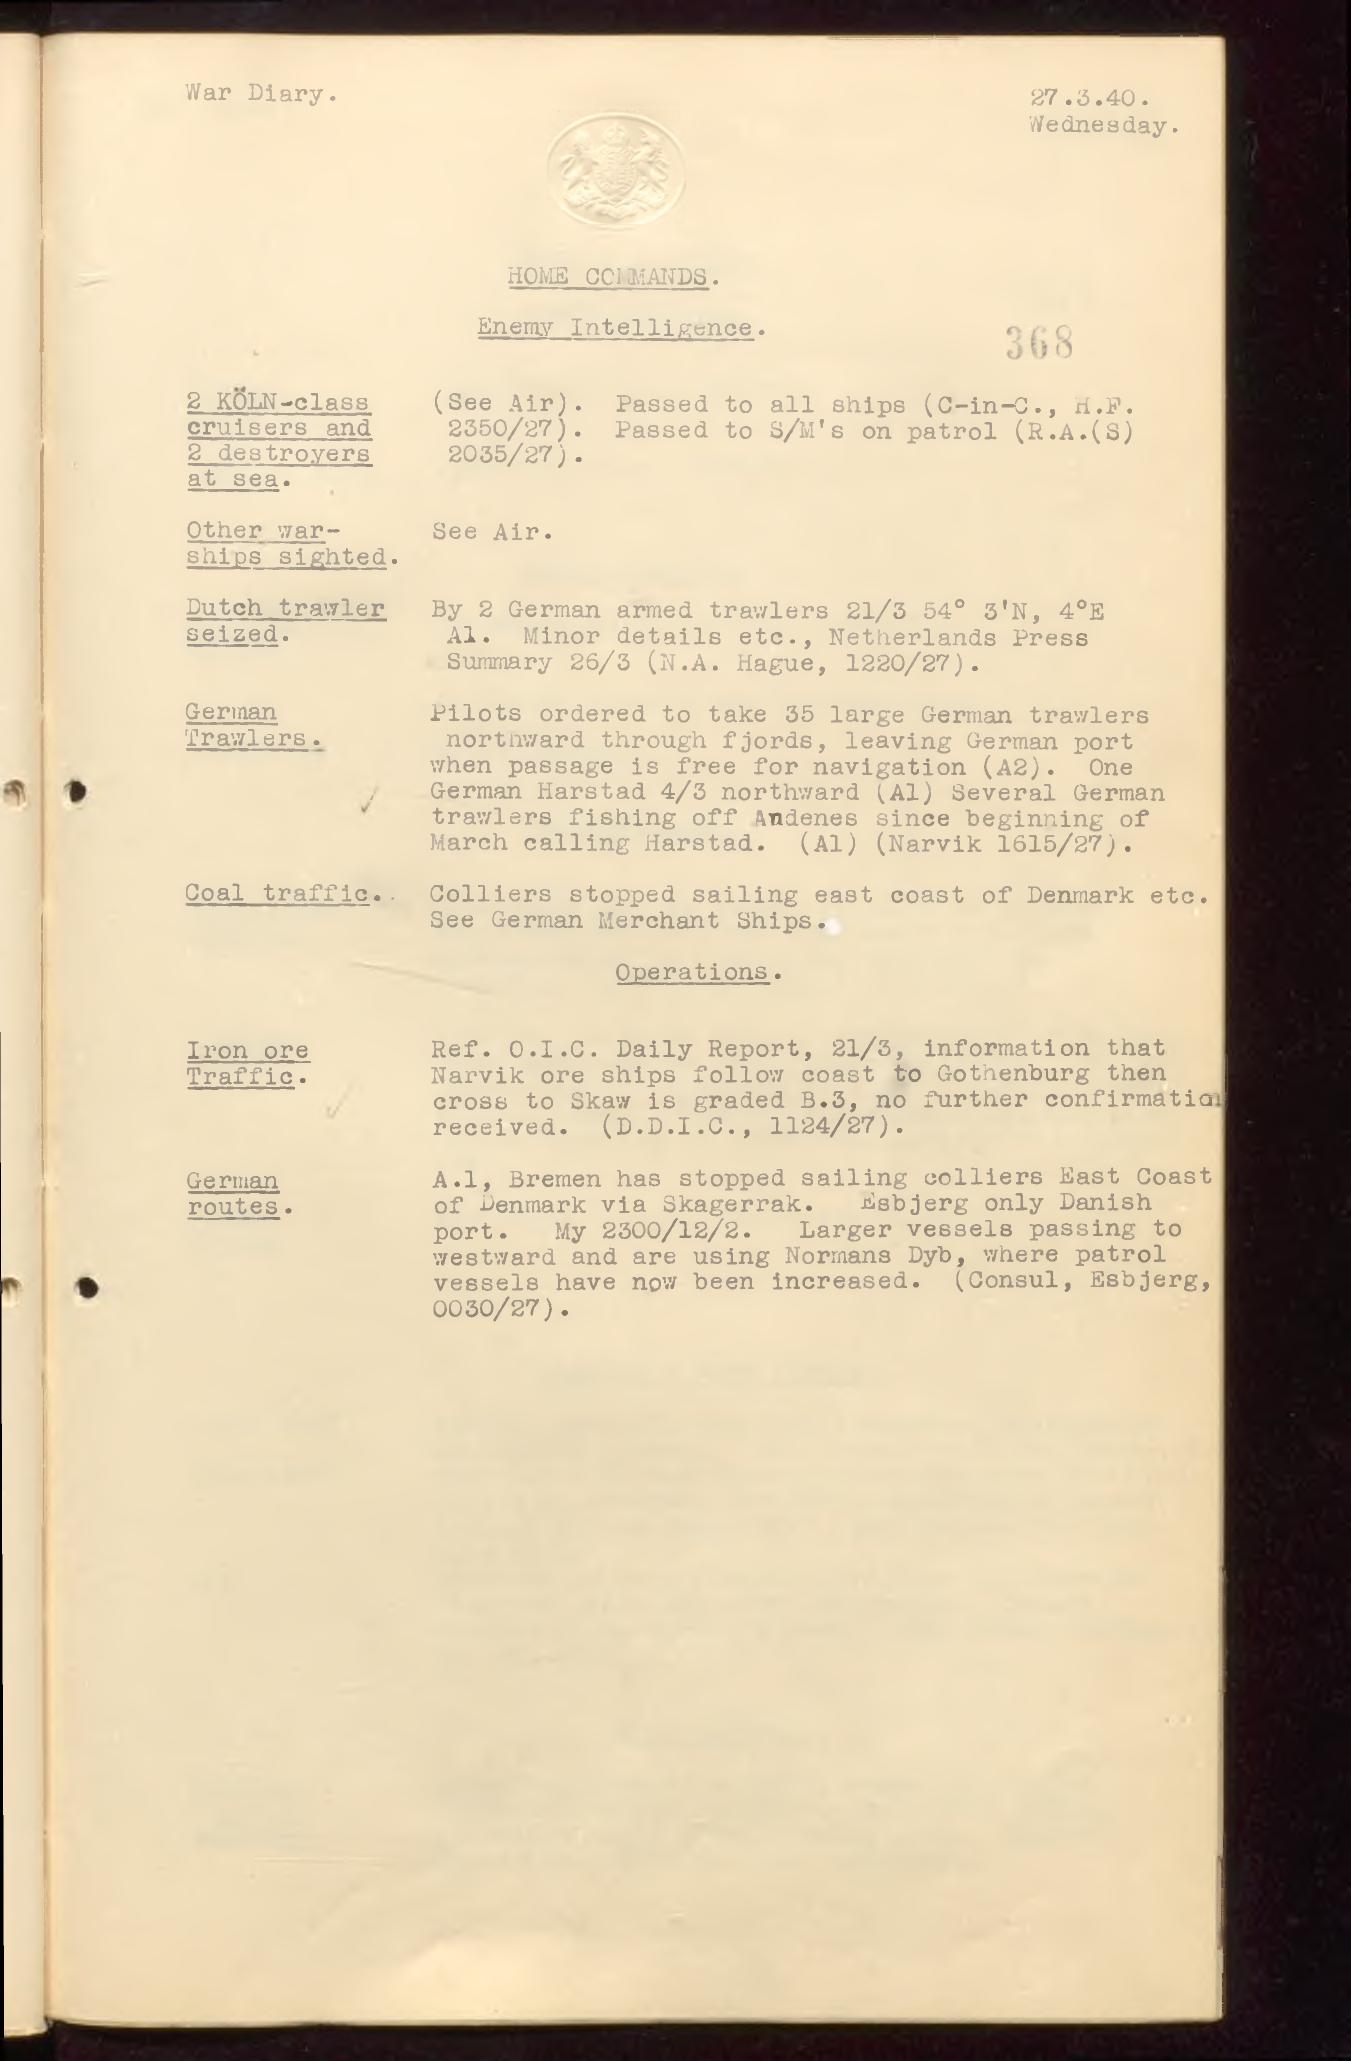 War Diary.
27.3.40.
Wednesday.
HOME COMMANDS.
Enemy Intelligence.
368
2 KÖLN-class
cruisers and
2 destroyers
at sea.
(See Air). Passed to all ships (C-in-C., H.F.
2350/27). Passed to S/M's on patrol (R.A.(S)
2035/27).
Other war-
ships sighted.
See Air.
Dutch trawler
seized.
By 2 German armed trawlers 21/3 54° 3'N, 4°E
A1. Minor details etc., Netherlands Press
Summary 26/3 (N.A. Hague, 1220/27).
German
Trawlers.
Pilots ordered to take 35 large German trawlers
northward through fjords, leaving German port
when passage is free for navigation (A2). One
German Harstad 4/3 northward (A1) Several German
trawlers fishing off Andenes since beginning of
March calling Harstad. (A1) (Narvik 1615/27).
Coal traffic.
Colliers stopped sailing east coast of Denmark etc.
See German Merchant Ships.
Operations.
Iron ore
Traffic.
Ref. O.I.C. Daily Report, 21/3, information that
Narvik ore ships follow coast to Gothenburg then
cross to Skaw is graded B.3, no further confirmation
received. (D.D.I.C., 1124/27).
German
routes.
A.1, Bremen has stopped sailing colliers East Coast
of Denmark via Skagerrak. Esbjerg only Danish
port. My 2300/12/2. Larger vessels passing to
westward and are using Normans Dyb, where patrol
vessels have now been increased. (Consul, Esbjerg,
0030/27).